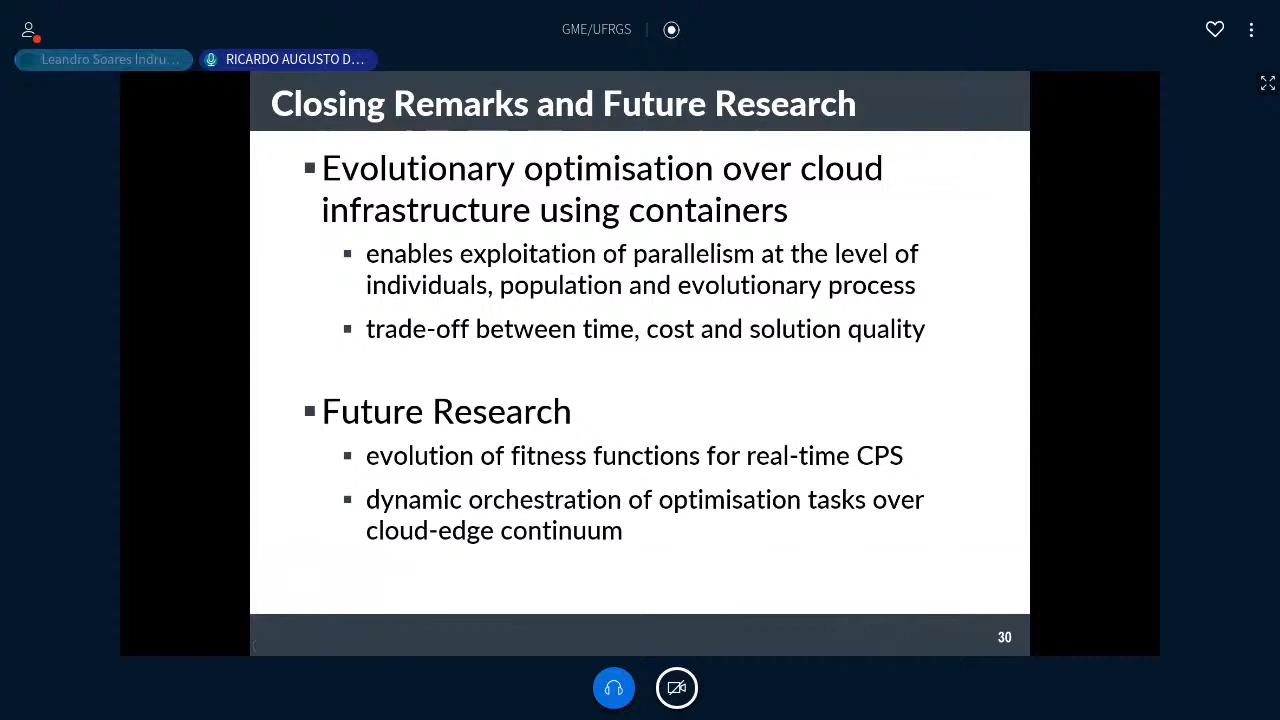 GME/UFRGS
Leandro Soares Indru...
RICARDO AUGUSTO D...
Closing Remarks and Future Research
Evolutionary optimisation over cloud
infrastructure using containers
enables exploitation of parallelism at the level of
individuals, population and evolutionary process
trade-off between time, cost and solution quality
Future Research
evolution of fitness functions for real-time CPS
dynamic orchestration of optimisation tasks over
cloud-edge continuum
30